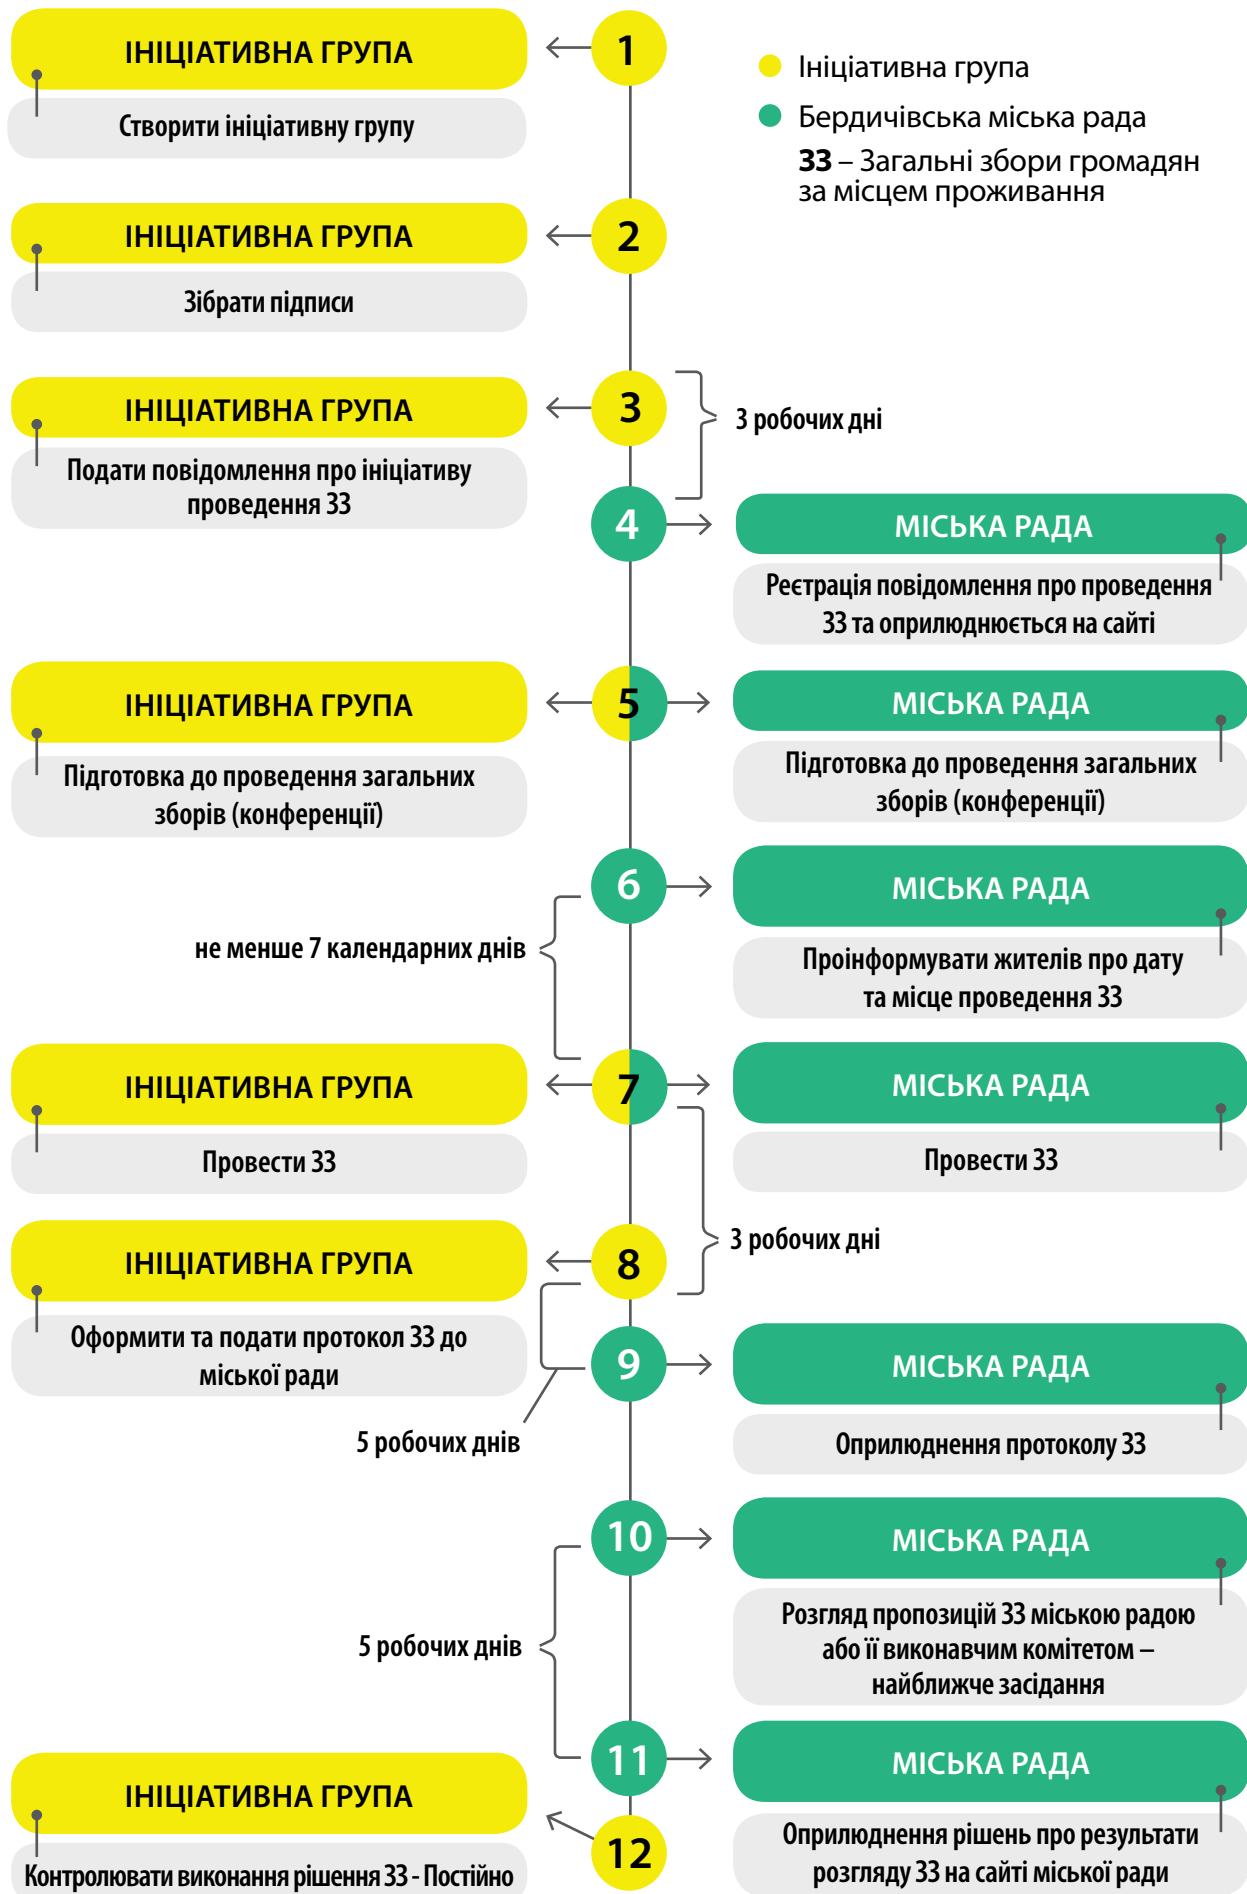 ІНІЦІАТИВНА ГРУПА
1
Створити ініціативну групу
Ініціативна група
Бердичівська міська рада
ЗЗ – Загальні збори громадян
за місцем проживання
ІНІЦІАТИВНА ГРУПА
2
Зібрати підписи
ІНІЦІАТИВНА ГРУПА
3
3 робочих дні
Подати повідомлення про ініціативу
проведення ЗЗ
4
МІСЬКА РАДА
Реєстрація повідомлення про проведення
ЗЗ та оприлюднюється на сайті
ІНІЦІАТИВНА ГРУПА
5
МІСЬКА РАДА
Підготовка до проведення загальних
зборів (конференції)
Підготовка до проведення загальних
зборів (конференції)
6
МІСЬКА РАДА
не менше 7 календарних днів
Проінформувати жителів про дату
та місце проведення ЗЗ
ІНІЦІАТИВНА ГРУПА
7
МІСЬКА РАДА
Провести ЗЗ
Провести ЗЗ
3 робочих дні
ІНІЦІАТИВНА ГРУПА
8
Оформити та подати протокол ЗЗ до
міської ради
9
МІСЬКА РАДА
5 робочих днів
Оприлюднення протоколу ЗЗ
10
МІСЬКА РАДА
5 робочих днів
Розгляд пропозицій ЗЗ міською радою
або її виконавчим комітетом –
найближче засідання
11
МІСЬКА РАДА
Оприлюднення рішень про результати
розгляду ЗЗ на сайті міської ради
ІНІЦІАТИВНА ГРУПА
12
Контролювати виконання рішення ЗЗ - Постійно